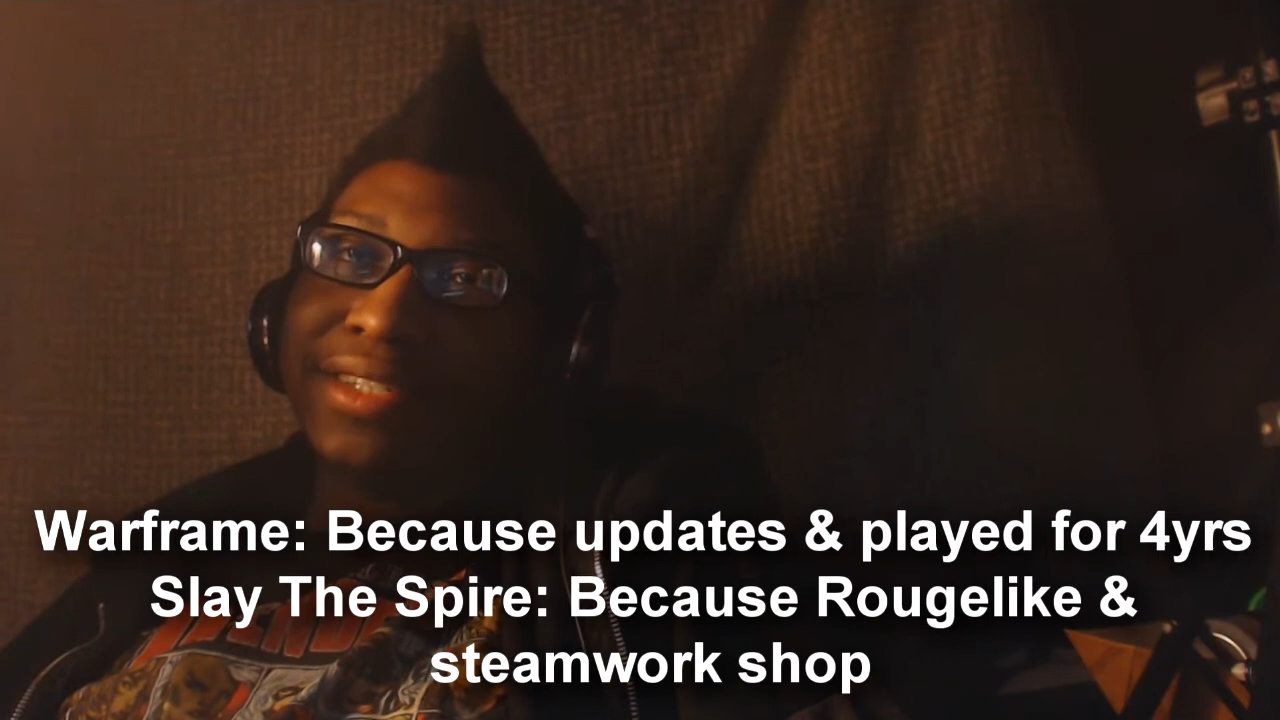 Warframe: Because updates & played for 4yrs
Slay The Spire: Because Rougelike &
steamwork shop